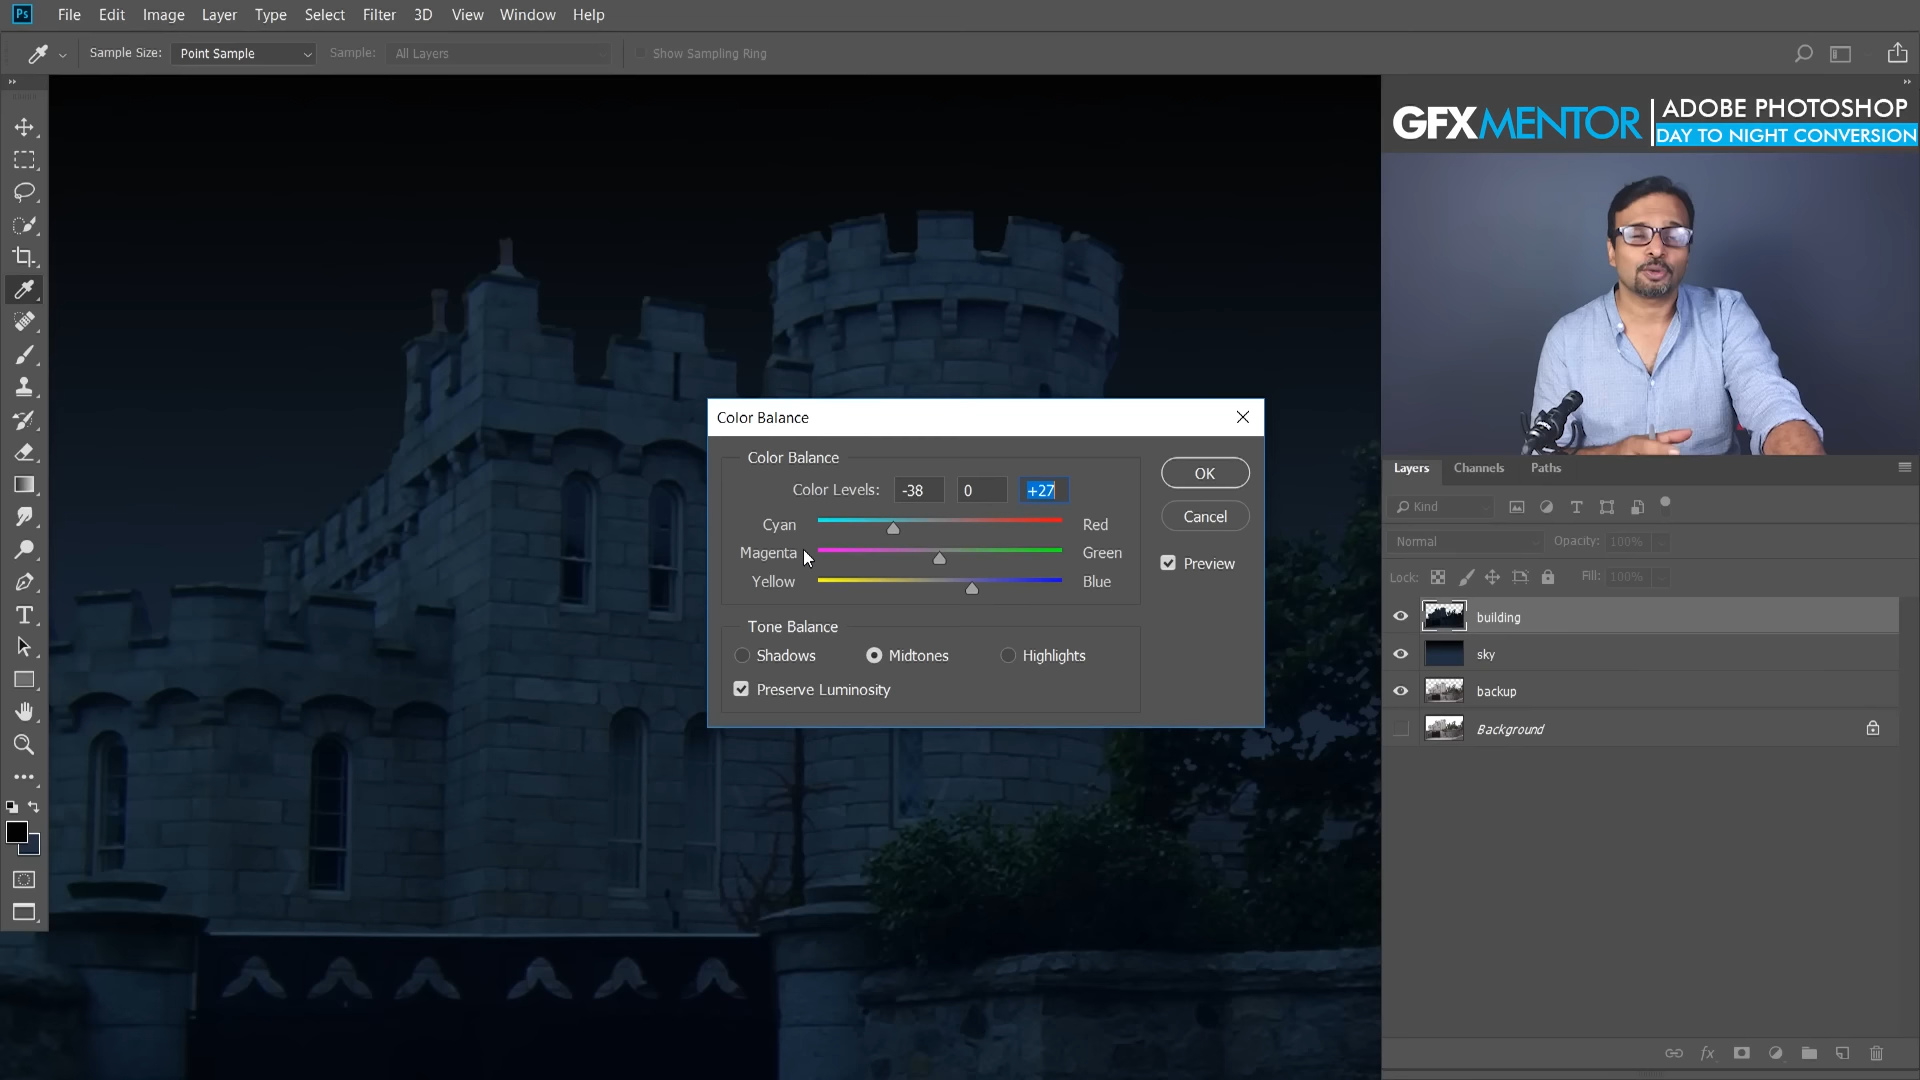 Ps File Edit Image Layer Type Select Filter 3D View Window Help
Sample Size: Point Sample Sample: All Layers Show Sampling Ring
GFXMENTOR
ADOBE PHOTOSHOP
DAY TO NIGHT CONVERSION
Color Balance
Color Balance
Color Levels: -38 0 +27
Cyan Red
Magenta Green
Yellow Blue
OK
Cancel
Preview
Tone Balance
Shadows Midtones Highlights
Preserve Luminosity
Layers Channels Paths
Kind
Normal Opacity: 100%
Lock: Fill: 100%
building
sky
backup
Background
fx